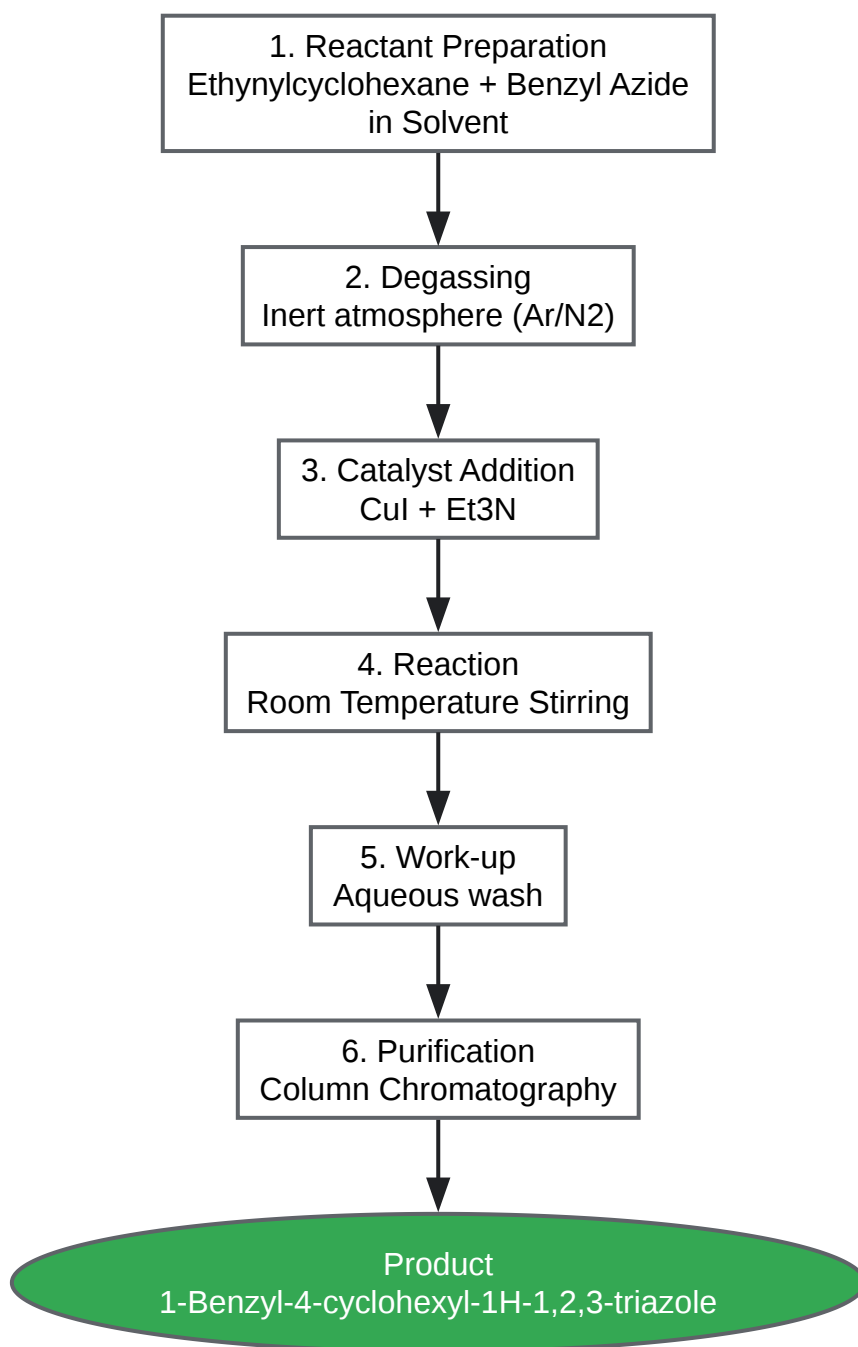 1. Reactant Preparation
Ethynylcyclohexane + Benzyl Azide
in Solvent
2. Degassing
Inert atmosphere (Ar/N2)
3. Catalyst Addition
CuI + Et3N
4. Reaction
Room Temperature Stirring
5. Work-up
Aqueous wash
6. Purification
Column Chromatography
Product
1-Benzyl-4-cyclohexyl-1H-1,2,3-triazole